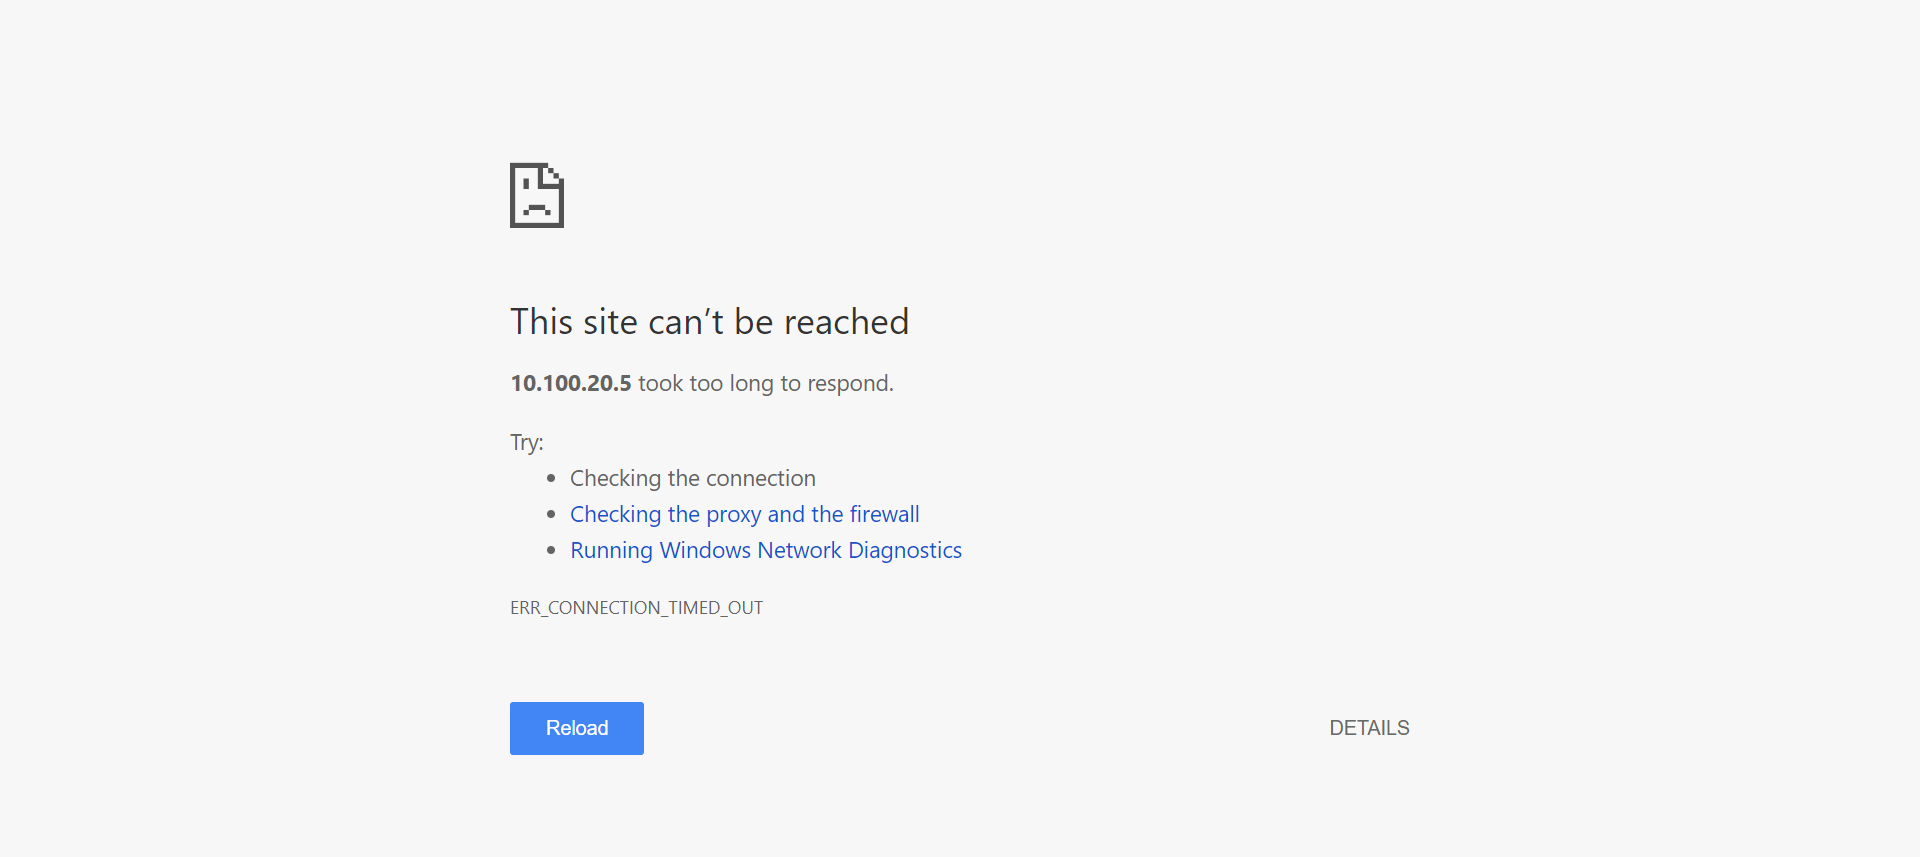 This site can’t be reached
10.100.20.5 took too long to respond.
Try:
Checking the connection
Checking the proxy and the firewall
Running Windows Network Diagnostics
ERR_CONNECTION_TIMED_OUT
Reload
DETAILS